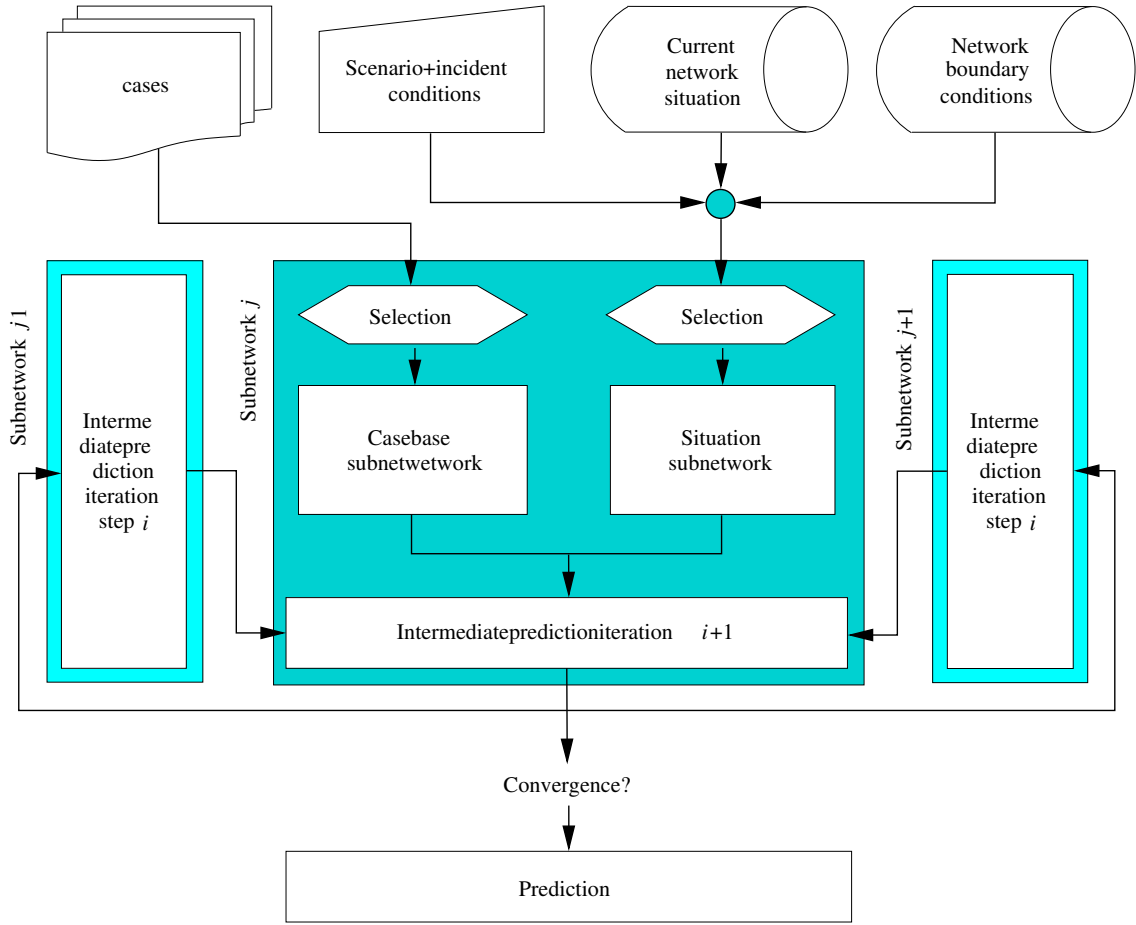 cases
Scenario+incident
conditions
Current
network
situation
Network
boundary
conditions
Subnetwork j1
Interme
diatepre
diction
iteration
step i
Subnetwork j
Selection
Selection
Casebase
subnetwetwork
Situation
subnetwork
Intermediatepredictioniteration i+1
Subnetwork j+1
Interme
diatepre
diction
iteration
step i
Convergence?
Prediction